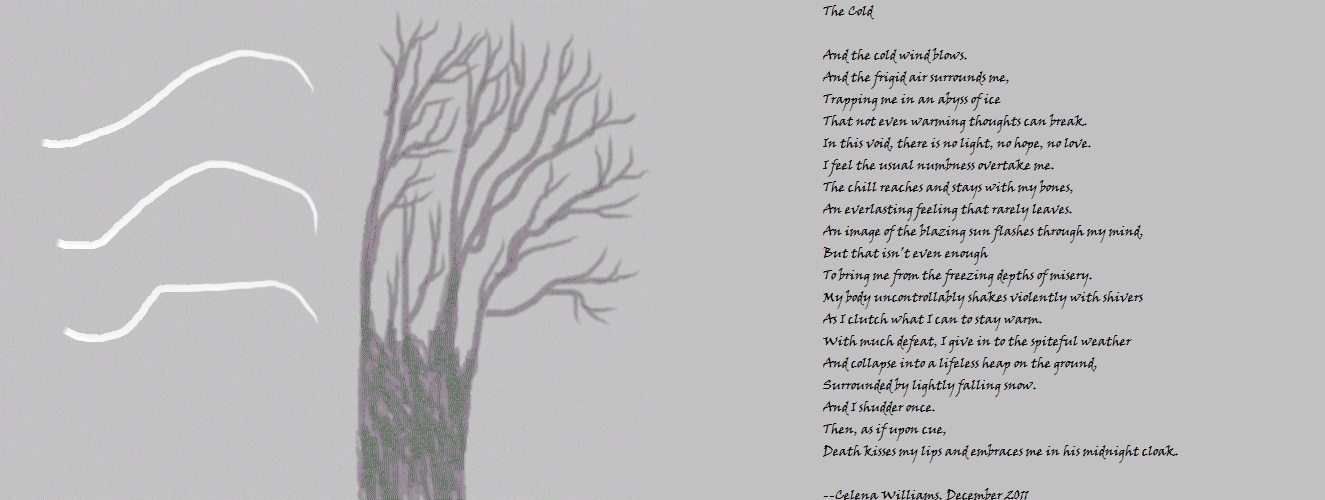 The Cold
And the cold wind blows.
And the frigid air surrounds me,
Trapping me in an abyss of ice
That not even warming thoughts can break.
In this void, there is no light, no hope, no love.
I feel the usual numbness overtake me.
The chill reaches and stays with my bones,
An everlasting feeling that rarely leaves.
An image of the blazing sun flashes through my mind,
But that isn't even enough
To bring me from the freezing depths of misery.
My body uncontrollably shakes violently with shivers
As I clutch what I can to stay warm.
With much defeat, I give in to the spiteful weather
And collapse into a lifeless heap on the ground,
Surrounded by lightly falling snow.
And I shudder once.
Then, as if upon cue,
Death kisses my lips and embraces me in his midnight cloak.
--Celena Williams, December 2011